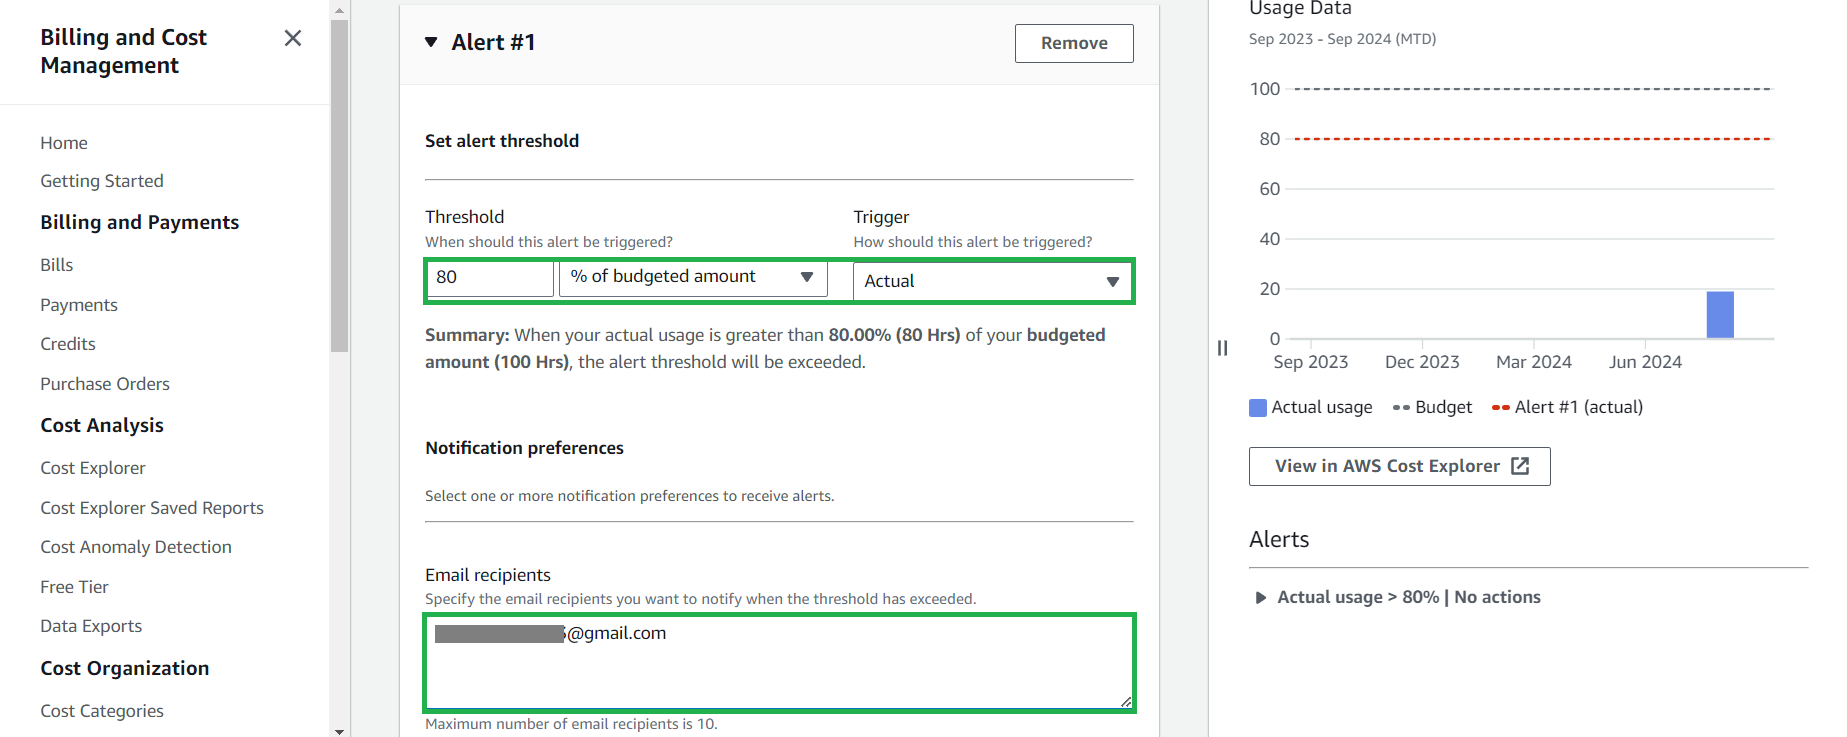 Billing and Cost
Management
Home
Getting Started
Billing and Payments
Bills
Payments
Credits
Purchase Orders
Cost Analysis
Cost Explorer
Cost Explorer Saved Reports
Cost Anomaly Detection
Free Tier
Data Exports
Cost Organization
Cost Categories
Alert #1
Remove
Set alert threshold
Threshold
When should this alert be triggered?
80
% of budgeted amount
Trigger
How should this alert be triggered?
Actual
Summary: When your actual usage is greater than 80.00% (80 Hrs) of your budgeted
amount (100 Hrs), the alert threshold will be exceeded.
Notification preferences
Select one or more notification preferences to receive alerts.
Email recipients
Specify the email recipients you want to notify when the threshold has exceeded.
@gmail.com
Maximum number of email recipients is 10.
Usage Data
Sep 2023 - Sep 2024 (MTD)
100
80
60
40
20
0
Sep 2023 Dec 2023 Mar 2024 Jun 2024
Actual usage Budget Alert #1 (actual)
View in AWS Cost Explorer
Alerts
Actual usage > 80% | No actions